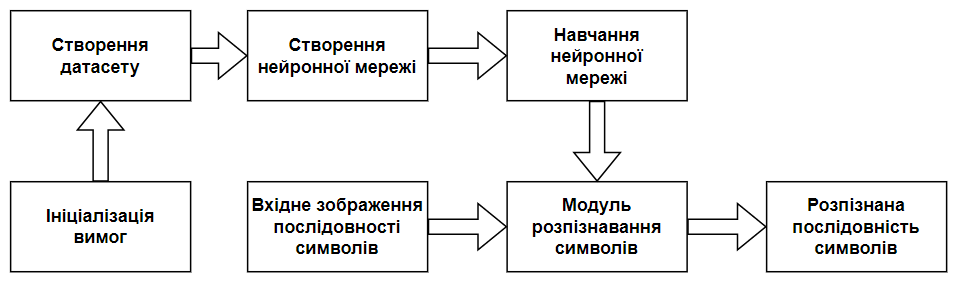 Створення
датасету
Створення
нейронної мережі
Навчання
нейронної
мережі
Ініціалізація
вимог
Вхідне зображення
послідовності
символів
Модуль
розпізнавання
символів
Розпізнана
послідовність
символів